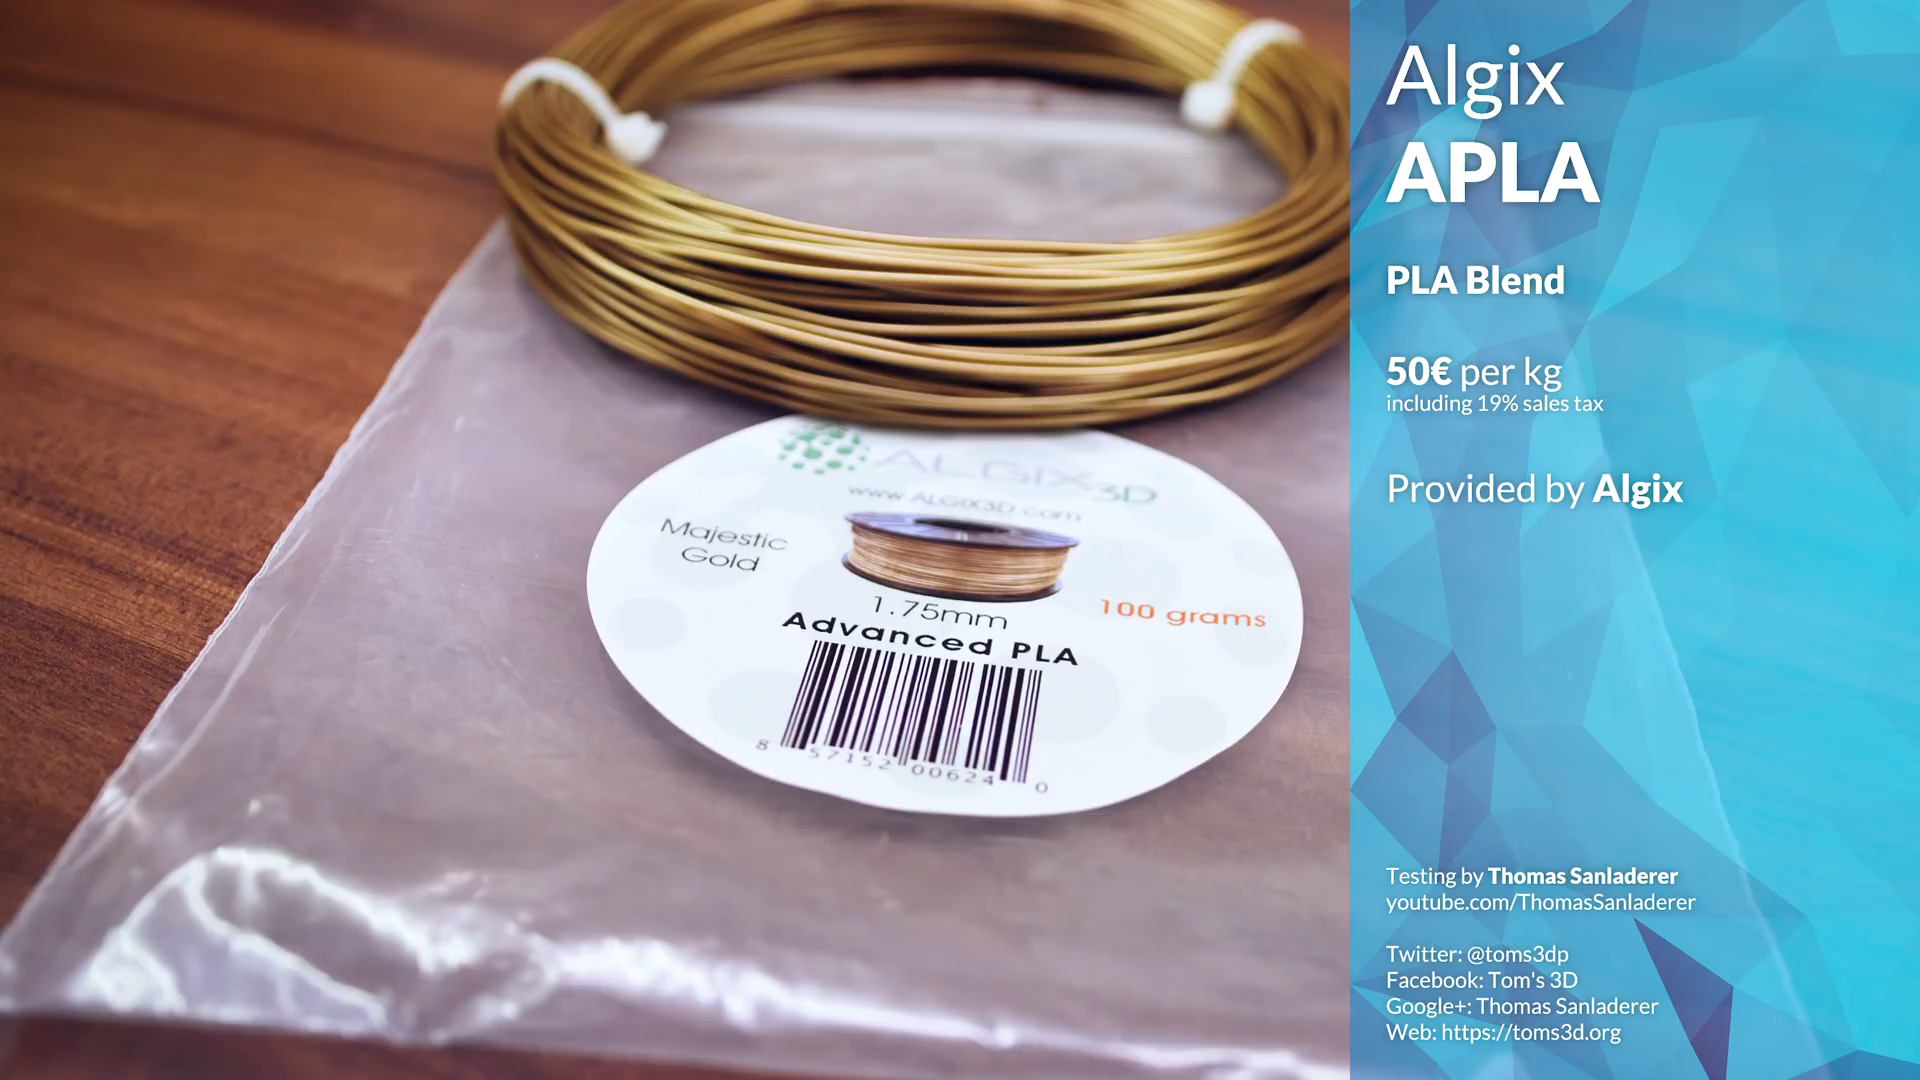 ALGIX3D
www.ALGIX3D.com
Majestic
Gold
1.75mm
100 grams
Advanced PLA
8 57152 00624 0
Algix
APLA
PLA Blend
50€ per kg
including 19% sales tax
Provided by Algix
Testing by Thomas Sanladerer
youtube.com/ThomasSanladerer
Twitter: @toms3dp
Facebook: Tom's 3D
Google+: Thomas Sanladerer
Web: https://toms3d.org